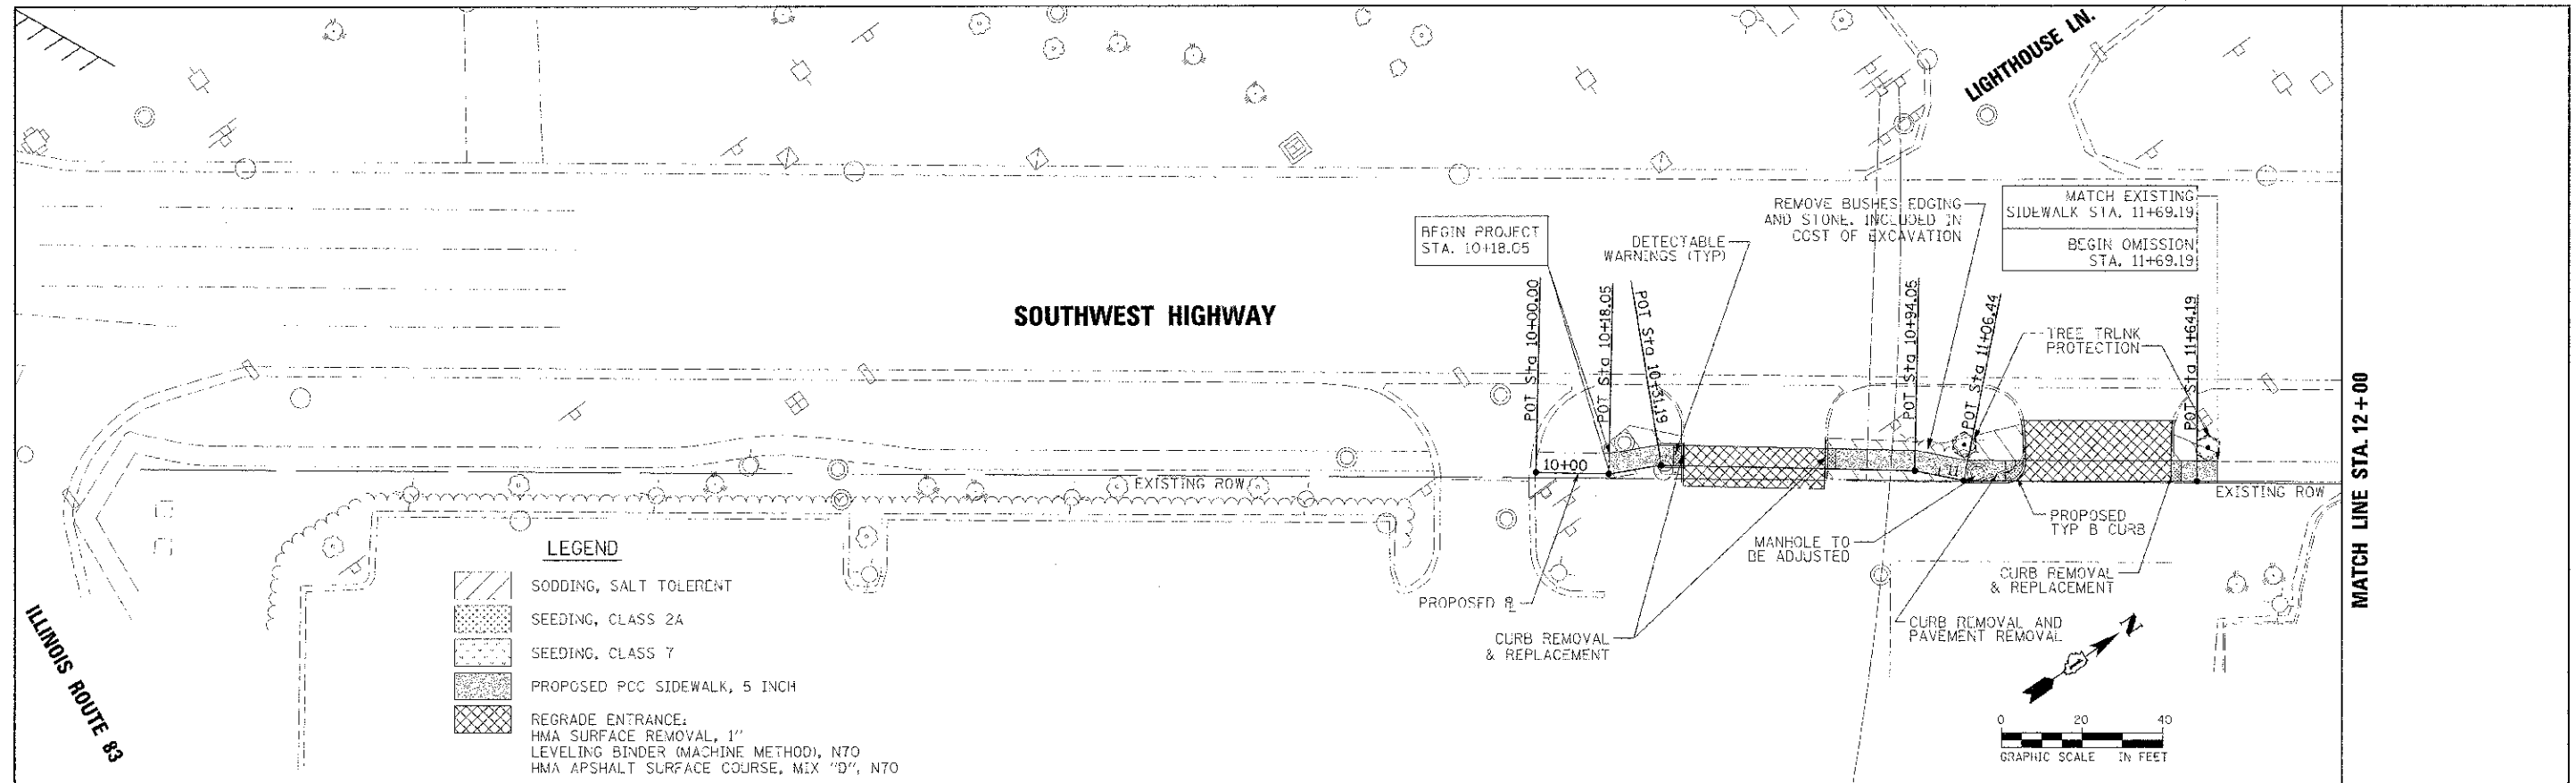 LIGHTHOUSE LN.
REMOVE BUSHES EDGING
AND STONE. INCLUDED IN
COST OF EXCAVATION
MATCH EXISTING
SIDEWALK STA. 11+69.19
BEGIN OMISSION
STA. 11+69.19
BEGIN PROJECT
STA. 10+18.05
DETECTABLE
WARNINGS (TYP)
SOUTHWEST HIGHWAY
POT Sta 10+00.00
POT Sta 10+18.05
POT Sta 10+31.19
POT Sta 10+94.05
POT Sta 11+06.44
TREE TRUNK
PROTECTION
POT Sta 11+64.19
MATCH LINE STA. 12+00
10+00
11
EXISTING ROW
EXISTING ROW
PROPOSED
TYP B CURB
MANHOLE TO
BE ADJUSTED
CURB REMOVAL
& REPLACEMENT
PROPOSED ℞
CURB REMOVAL AND
PAVEMENT REMOVAL
CURB REMOVAL
& REPLACEMENT
LEGEND
SODDING, SALT TOLERENT
SEEDING, CLASS 2A
SEEDING, CLASS 7
PROPOSED PCC SIDEWALK, 5 INCH
REGRADE ENTRANCE:
HMA SURFACE REMOVAL, 1"
LEVELING BINDER (MACHINE METHOD), N70
HMA APSHALT SURFACE COURSE, MIX "D", N70
ILLINOIS ROUTE 83
N
0 20 40
GRAPHIC SCALE IN FEET